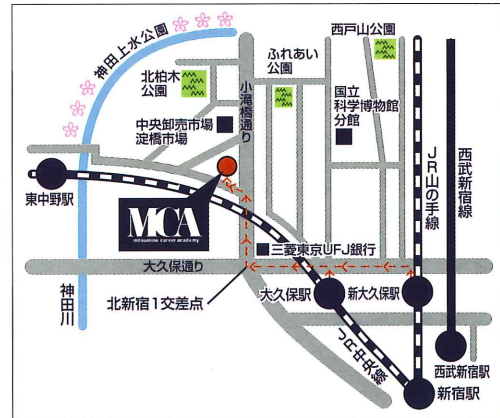 神田上水公園
北柏木
公園
小滝橋通り
ふれあい
公園
西戸山公園
国立
科学博物館
分館
中央卸売市場
淀橋市場
JR山の手線
西武新宿線
東中野駅
MCA
mitsumine career academy
三菱東京UFJ銀行
大久保通り
神田川
北新宿1交差点
大久保駅
新大久保駅
JR中央線
西武新宿駅
新宿駅